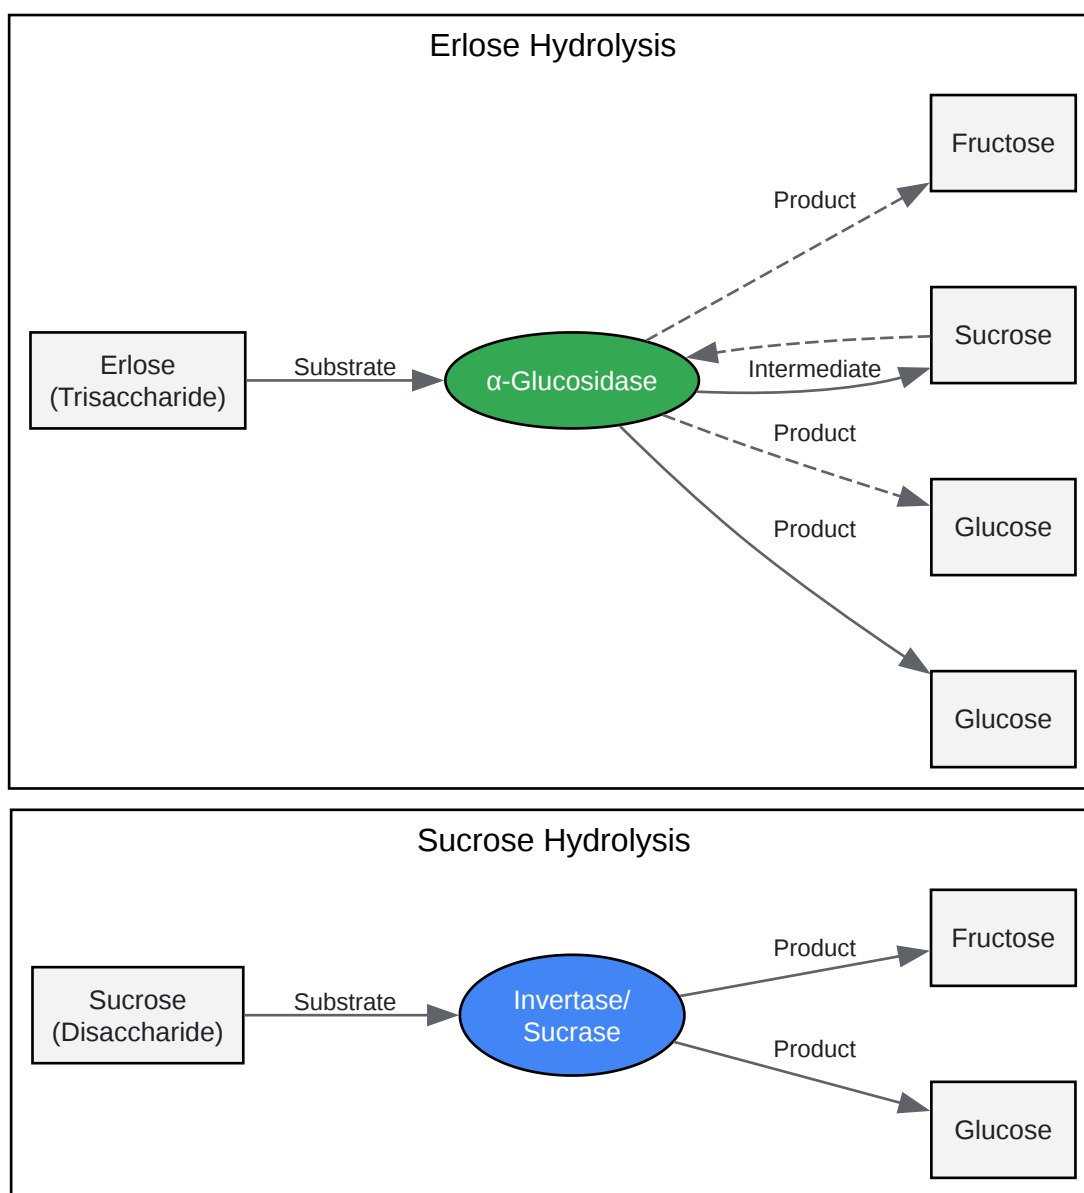 Erlose Hydrolysis
Fructose
Product
Sucrose
Erlose
(Trisaccharide)
Substrate
α-Glucosidase
Intermediate
Product
Glucose
Product
Glucose
Sucrose Hydrolysis
Fructose
Product
Sucrose
(Disaccharide)
Substrate
Invertase/
Sucrase
Product
Glucose